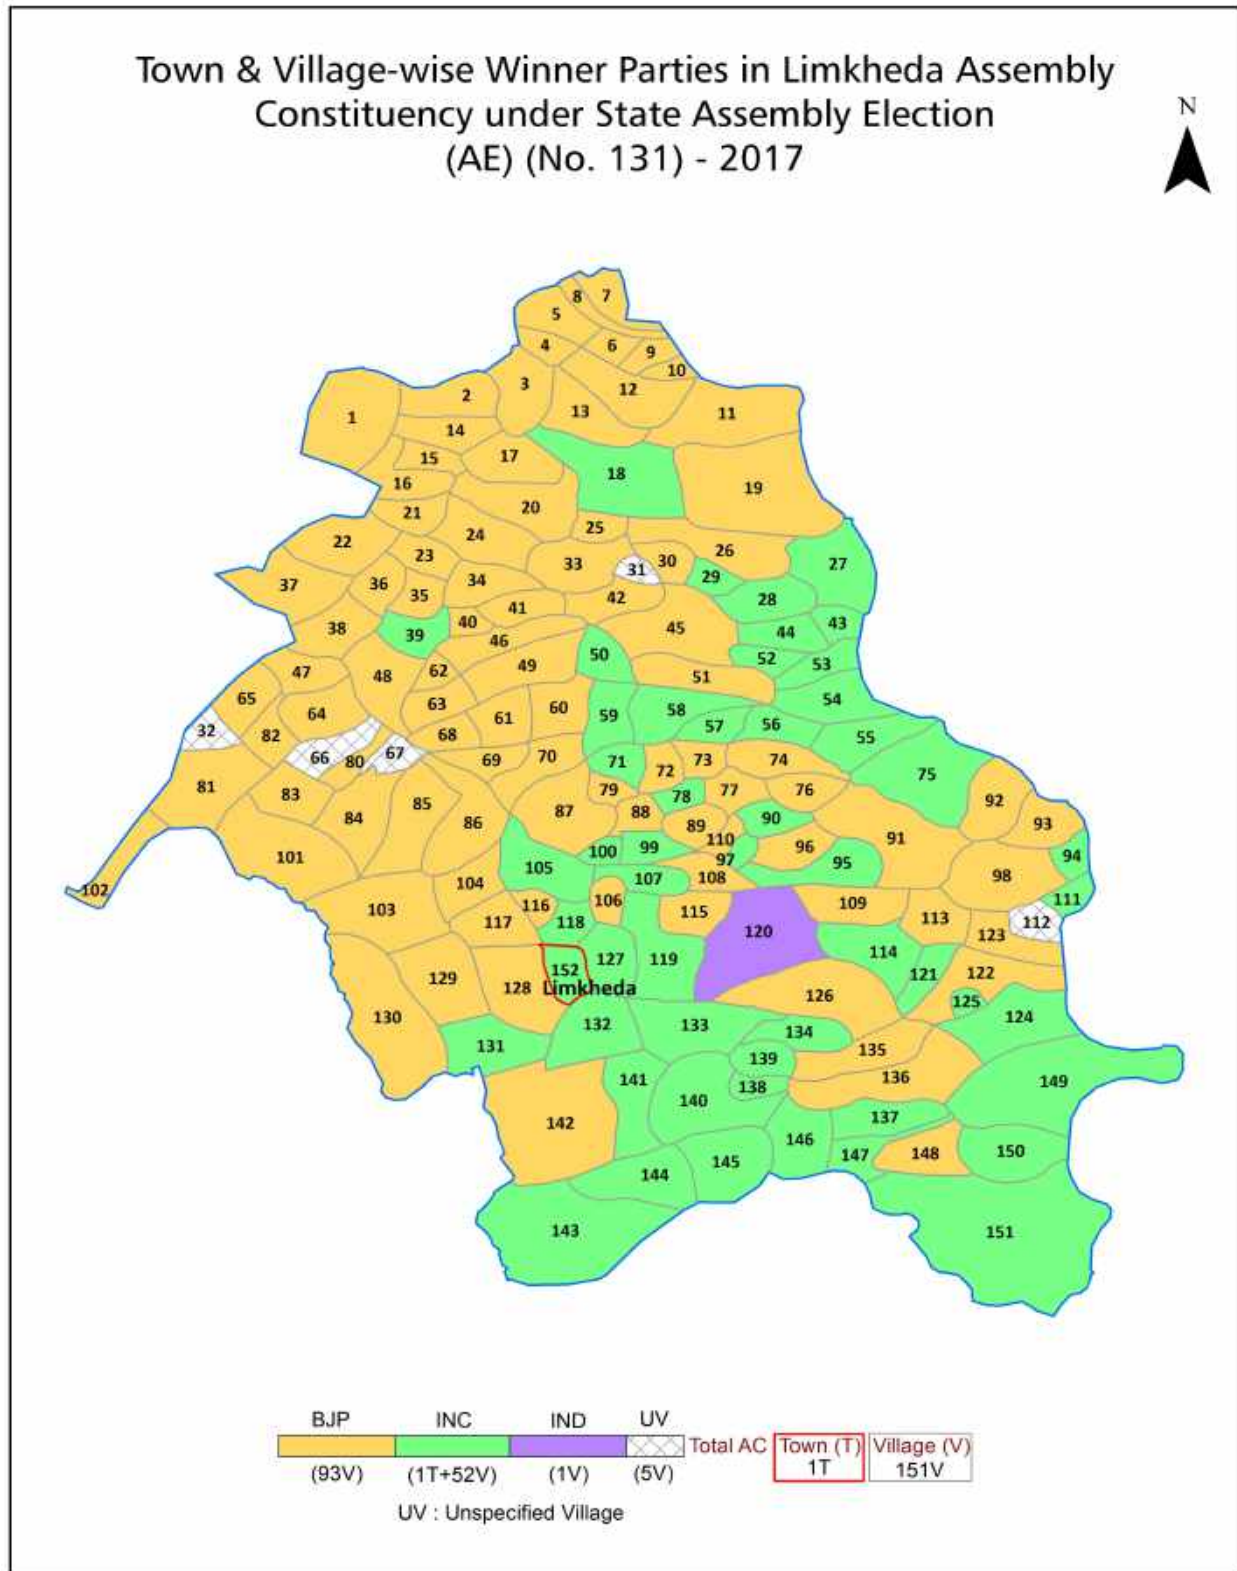 Town & Village-wise Winner Parties in Limkheda Assembly
Constituency under State Assembly Election
(AE) (No. 131) - 2017
N
8 7
5
4 6 9
10
3 12
2 13 11
1
14
15 17
16 18 19
20
21 25
22 24 26
23 33 30 27
31 29
37 36 34
35 42 28
41
38 39 40 45 44 43
46
50 52 53
47 48 62 49 51
65 63 54
64 61 60 59 58 57 56
32 82 68 55
66 80 67 69 70 71 72 73 74 75
81 83 79 78 77 76 92
84 85 86 87 88 89 90 91 93
110
101 100 99 97 96 95 94
105 107 108 98
102 104 106 111
103 116 115 109 113 112
117 118 120 123
127 119 114 121 122
129 128 152
Limkheda
126 125 124
130 132 133 134
131 139 135
141 138 136 149
142 140 137
146 147 148 150
144 145
143 151
BJP INC IND UV
Total AC Town (T) Village (V)
1T 151V
(93V) (1T+52V) (1V) (5V)
UV : Unspecified Village